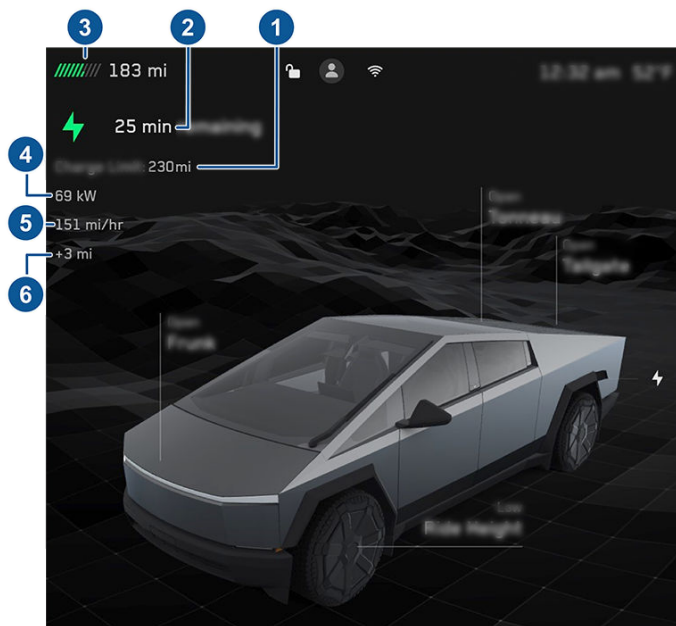 3
2
1
183 mi
12:32 am 52°F
25 min remaining
Charge Limit: 230mi
4
69 kW
5
151 mi/hr
+3 mi
6
Open
Tonneau
Open
Tailgate
Open
Frunk
Low
Ride Height